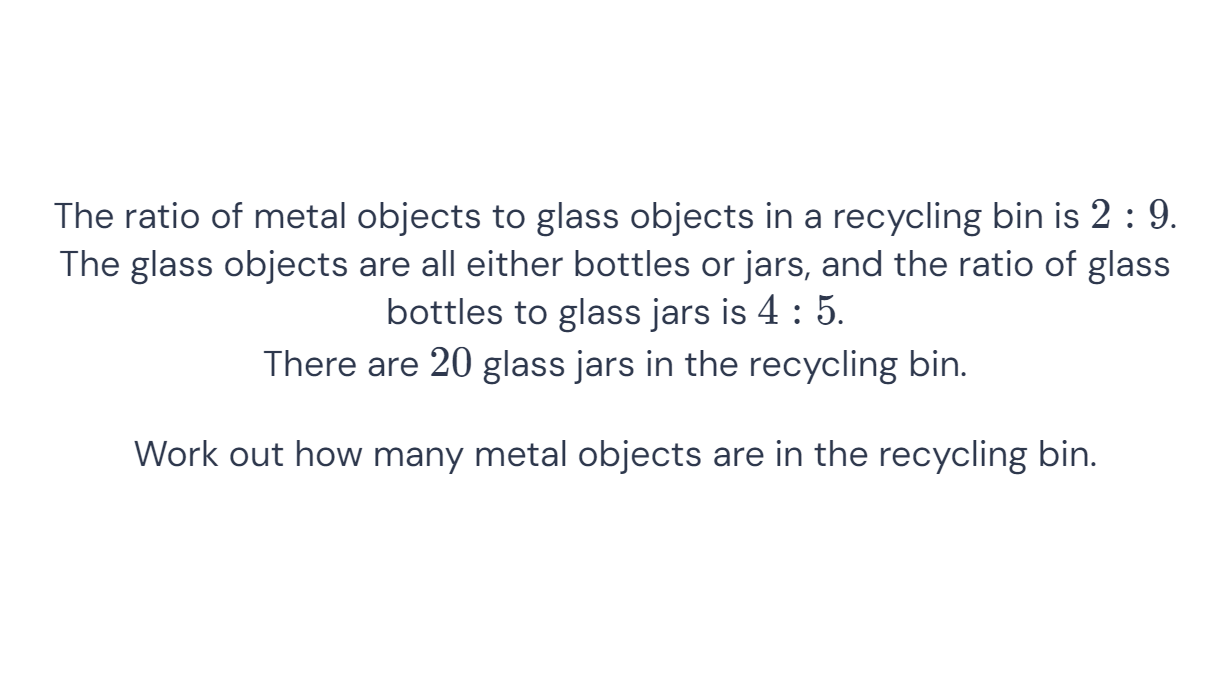 The ratio of metal objects to glass objects in a recycling bin is 2 : 9.
The glass objects are all either bottles or jars, and the ratio of glass
bottles to glass jars is 4 : 5.
There are 20 glass jars in the recycling bin.
Work out how many metal objects are in the recycling bin.